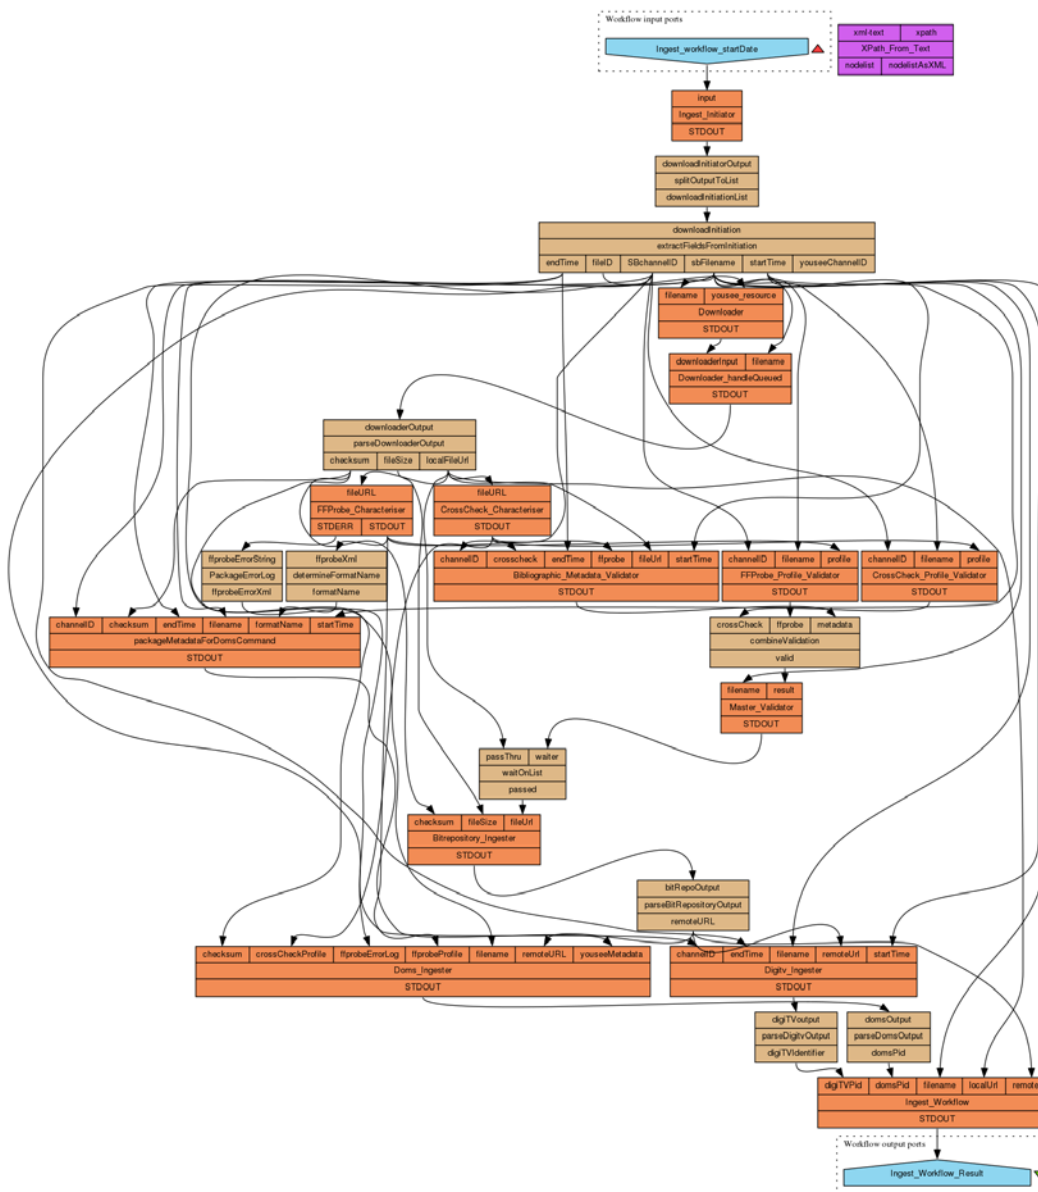 Workflow input ports
Ingest_workflow_startDate
xml-text xpath
XPath_From_Text
nodelist nodelistAsXML
input
Ingest_Initiator
STDOUT
downloadInitiatorOutput
splitOutputToList
downloadInitiationList
downloadInitiation
extractFieldsFromInitiation
endTime fileID SBchannelID sbFilename startTime youseeChannelID
filename yousee_resource
Downloader
STDOUT
downloaderInput filename
Downloader_handleQueued
STDOUT
downloaderOutput
parseDownloaderOutput
checksum fileSize localFileUrl
fileURL
FFProbe_Characteriser
STDERR STDOUT
fileURL
CrossCheck_Characteriser
STDOUT
ffprobeErrorString
PackageErrorLog
ffprobeErrorXml
ffprobeXml
determineFormatName
formatName
channelID crosscheck endTime ffprobe fileUrl startTime
Bibliographic_Metadata_Validator
STDOUT
channelID filename profile
FFProbe_Profile_Validator
STDOUT
channelID filename profile
CrossCheck_Profile_Validator
STDOUT
channelID checksum endTime filename formatName startTime
packageMetadataForDomsCommand
STDOUT
crossCheck ffprobe metadata
combineValidation
valid
filename result
Master_Validator
STDOUT
passThru waiter
waitOnList
passed
checksum fileSize fileUrl
Bitrepository_Ingester
STDOUT
bitRepoOutput
parseBitRepositoryOutput
remoteURL
checksum crossCheckProfile ffprobeErrorLog ffprobeProfile filename remoteURL youseeMetadata
Doms_Ingester
STDOUT
channelID endTime filename remoteUrl startTime
Digitv_Ingester
STDOUT
digiTVoutput
parseDigitvOutput
digiTVIdentifier
domsOutput
parseDomsOutput
domsPid
digiTVPid domsPid filename localUrl remote
Ingest_Workflow
STDOUT
Workflow output ports
Ingest_Workflow_Result